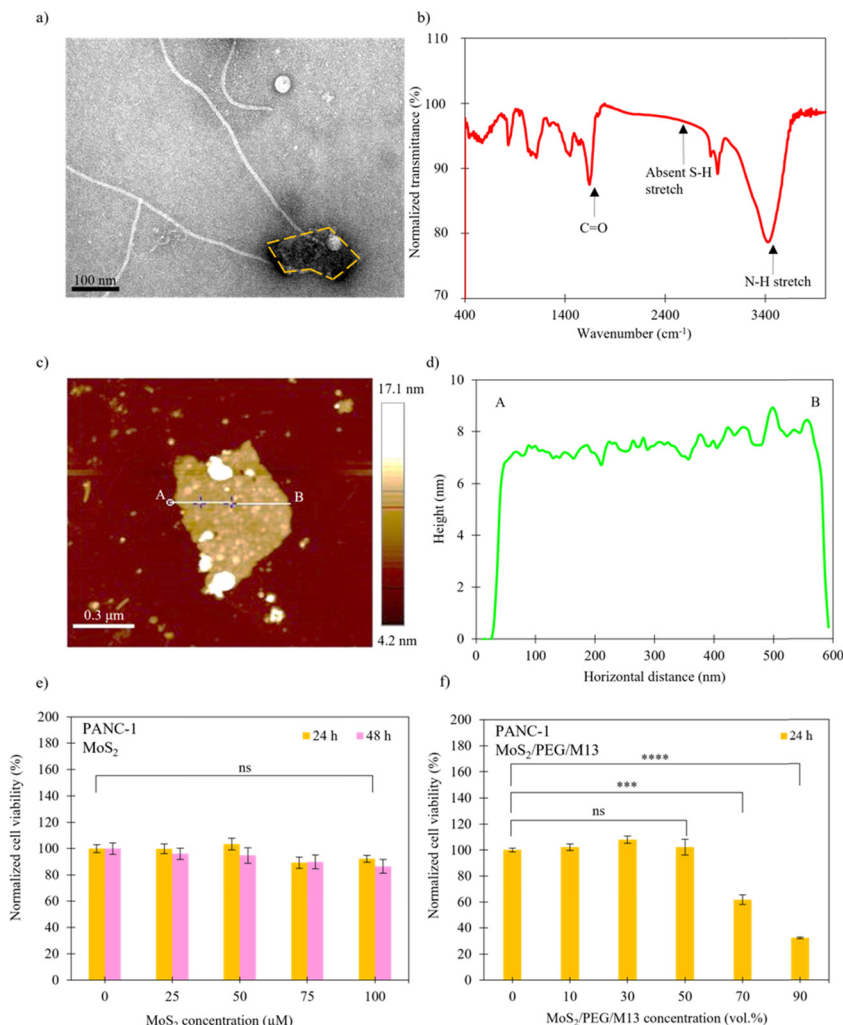 a)
100 nm
b)
110
100
90
80
70
Normalized transmittance (%)
Absent S-H
stretch
C=O
N-H stretch
400
1400
2400
3400
Wavenumber (cm⁻¹)
c)
17.1 nm
A
B
0.3 μm
4.2 nm
d)
10
8
6
4
2
0
Height (nm)
A
B
0
100
200
300
400
500
600
Horizontal distance (nm)
e)
200
180
160
140
120
100
80
60
40
20
0
Normalized cell viability (%)
PANC-1
MoS₂
24 h
48 h
ns
0
25
50
75
100
MoS₂ concentration (μM)
f)
200
180
160
140
120
100
80
60
40
20
0
Normalized cell viability (%)
PANC-1
MoS₂/PEG/M13
24 h
****
***
ns
0
10
30
50
70
90
MoS₂/PEG/M13 concentration (vol.%)